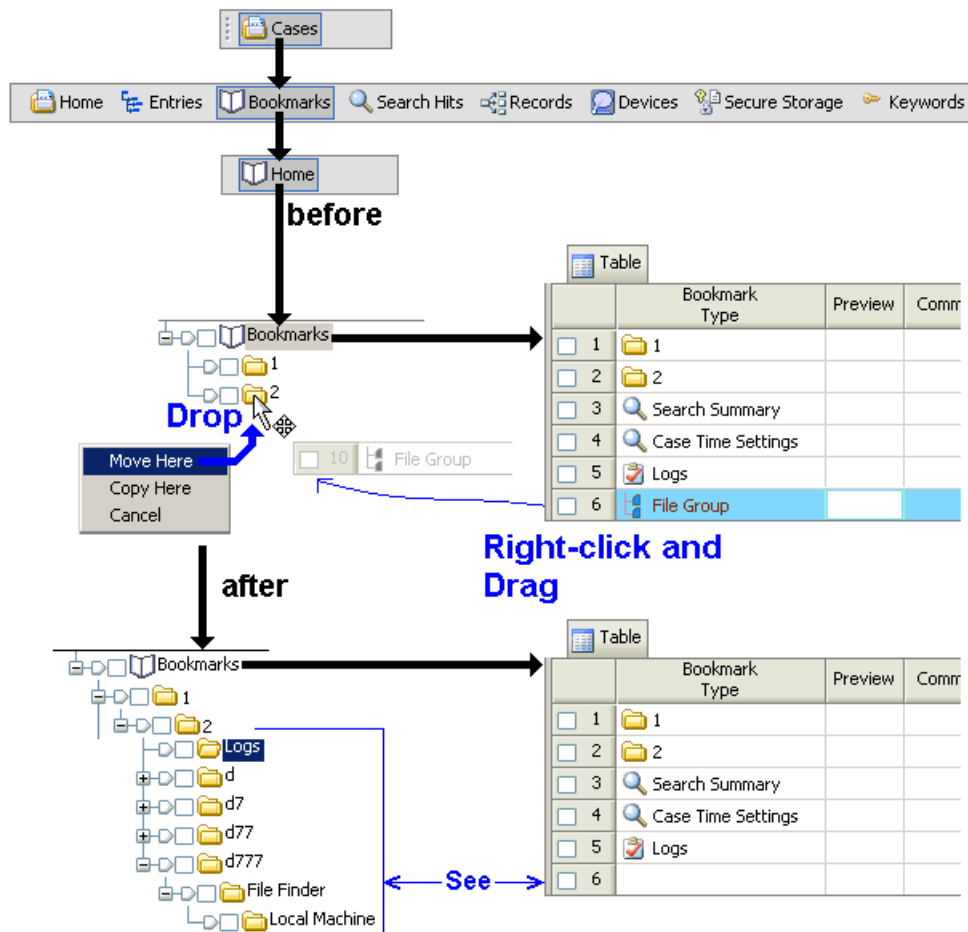 Cases
Home Entries Bookmarks Search Hits Records Devices Secure Storage Keywords
Home
before
Table
Bookmark Type Preview Comm
Bookmarks
1
2
1 1
2 2
3 Search Summary
4 Case Time Settings
5 Logs
6 File Group
Drop
Move Here
Copy Here
Cancel
10 File Group
Right-click and
Drag
after
Table
Bookmark Type Preview Comm
Bookmarks
1
2
Logs
d
d7
d77
d777
File Finder
Local Machine
1 1
2 2
3 Search Summary
4 Case Time Settings
5 Logs
6
See